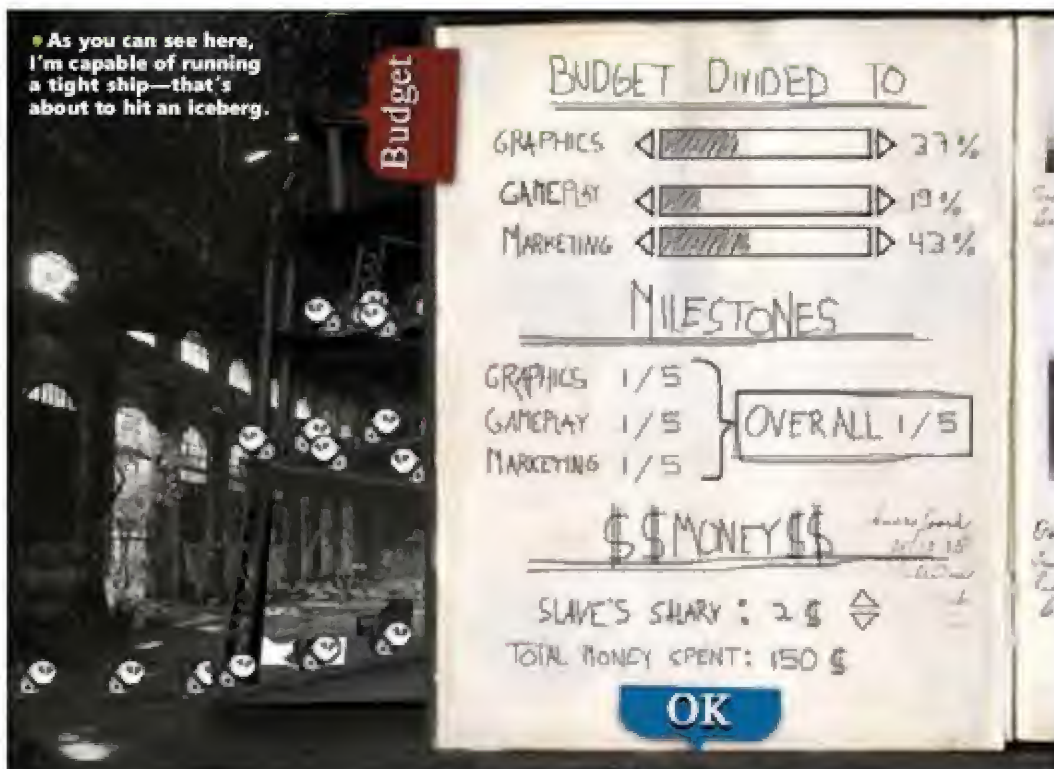 As you can see here,
I'm capable of running
a tight ship—that's
about to hit an iceberg.
Budget
BUDGET DIVIDED TO
GRAPHICS 37%
GAMEPLAY 19%
MARKETING 43%
MILESTONES
GRAPHICS 1/5
GAMEPLAY 1/5
MARKETING 1/5
OVERALL 1/5
$$MONEY$$
SLAVE'S SALARY: 2$
TOTAL MONEY SPENT: 150$
OK